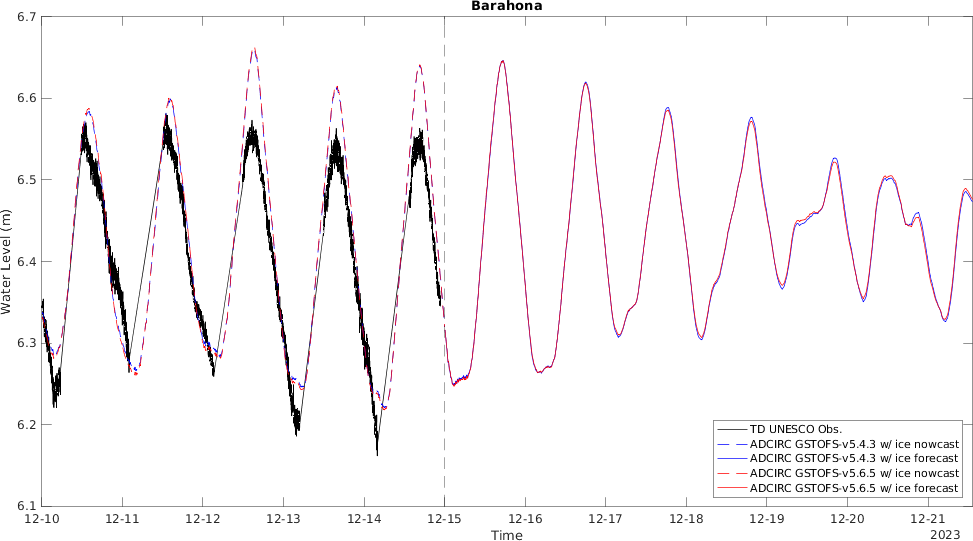 Barahona
6.7
6.6
6.5
6.4
6.3
6.2
6.1
Water Level (m)
12-10 12-11 12-12 12-13 12-14 12-15 12-16 12-17 12-18 12-19 12-20 12-21
2023
Time
TD UNESCO Obs.
ADCIRC GSTOFS-v5.4.3 w/ ice nowcast
ADCIRC GSTOFS-v5.4.3 w/ ice forecast
ADCIRC GSTOFS-v5.6.5 w/ ice nowcast
ADCIRC GSTOFS-v5.6.5 w/ ice forecast